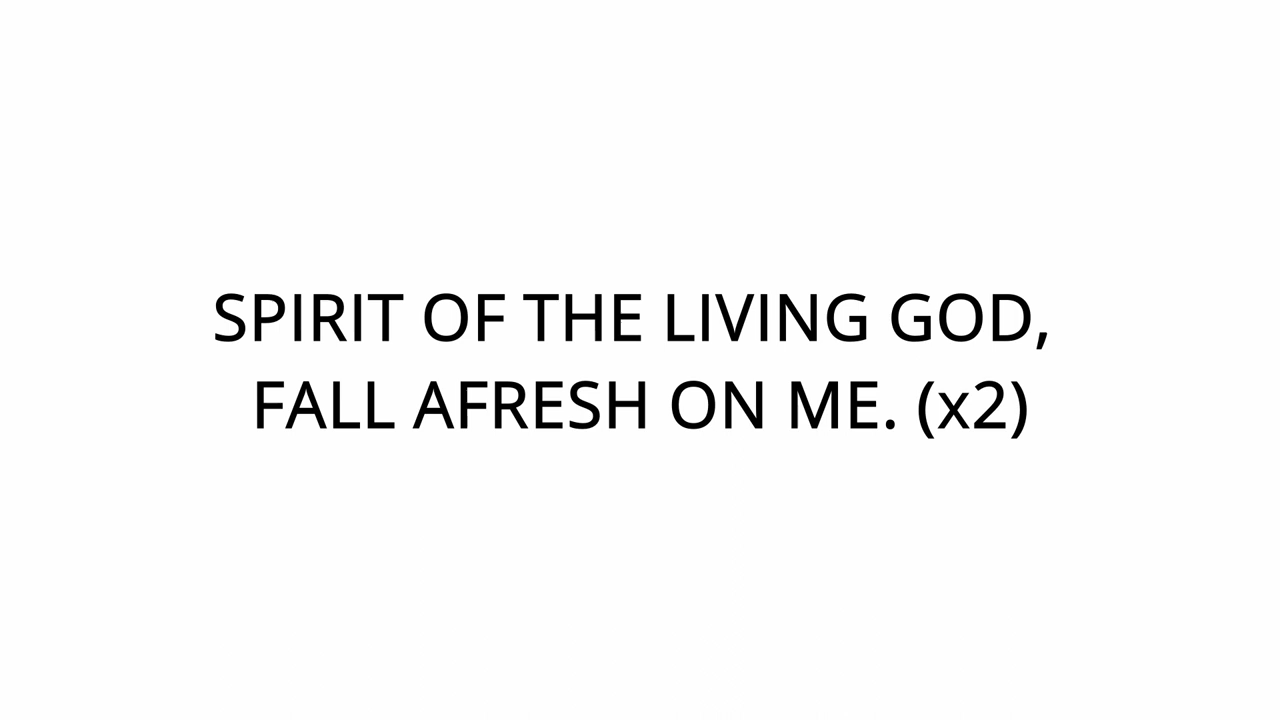 SPIRIT OF THE LIVING GOD,
FALL AFRESH ON ME. (x2)